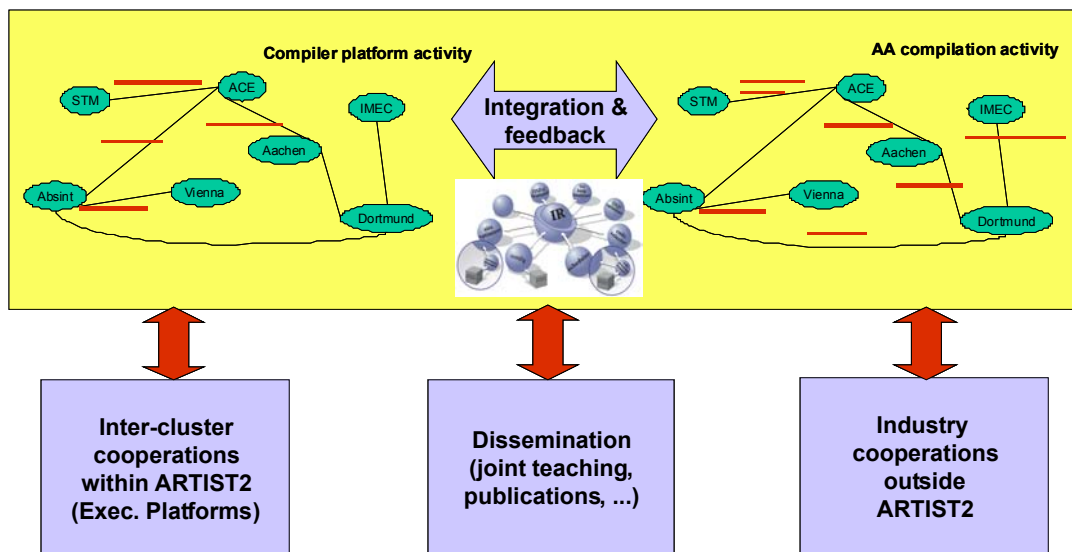 Compiler platform activity
AA compilation activity
STM
ACE
IMEC
Aachen
Absint
Vienna
Dortmund
Integration &
feedback
IR
STM
ACE
IMEC
Aachen
Absint
Vienna
Dortmund
Inter-cluster
cooperations
within ARTIST2
(Exec. Platforms)
Dissemination
(joint teaching,
publications, ...)
Industry
cooperations
outside
ARTIST2